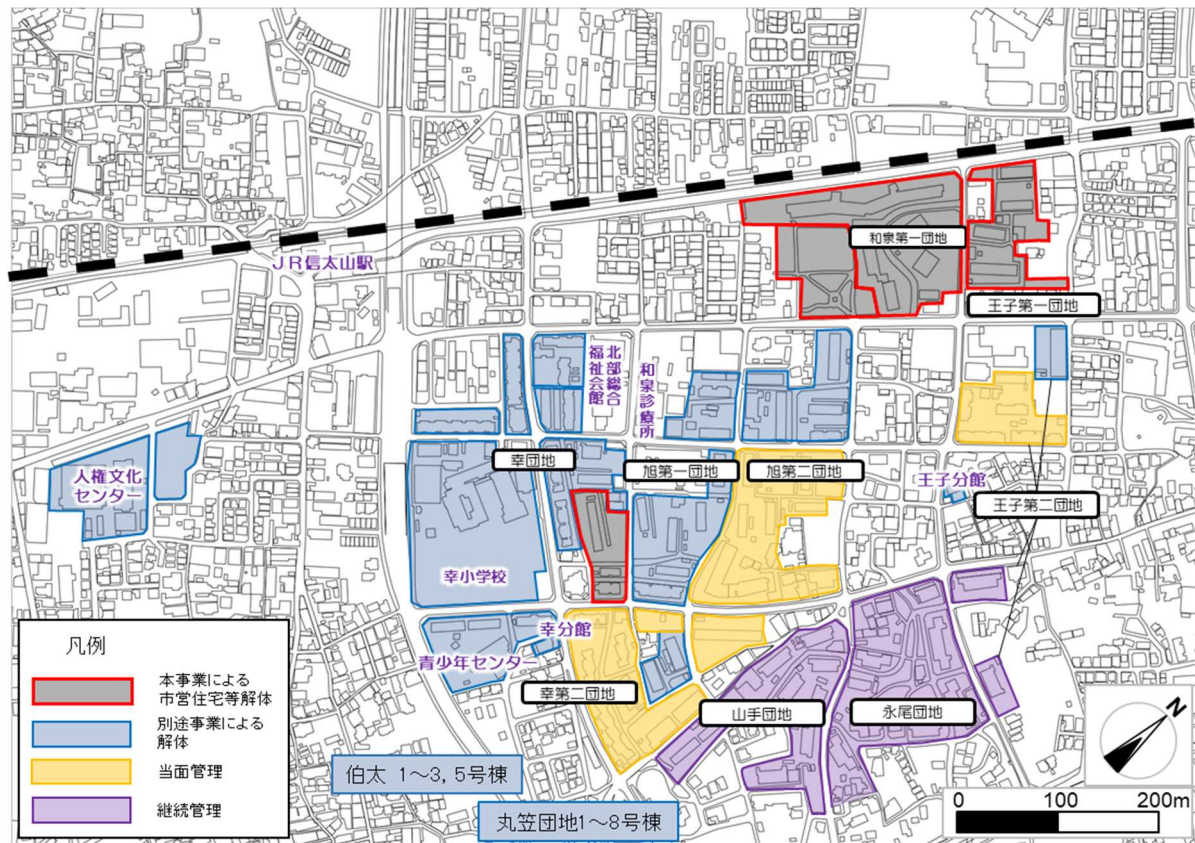 JR信太山駅
和泉第一団地
王子第一団地
北部総合
福祉会館
和泉診療所
人権文化
センター
幸団地
旭第一団地
旭第二団地
王子分館
王子第二団地
幸小学校
幸分館
青少年センター
幸第二団地
山手団地
永尾団地
凡例
本事業による
市営住宅等解体
別途事業による
解体
当面管理
継続管理
伯太 1～3,5号棟
丸笠団地1～8号棟
N
0 100 200m